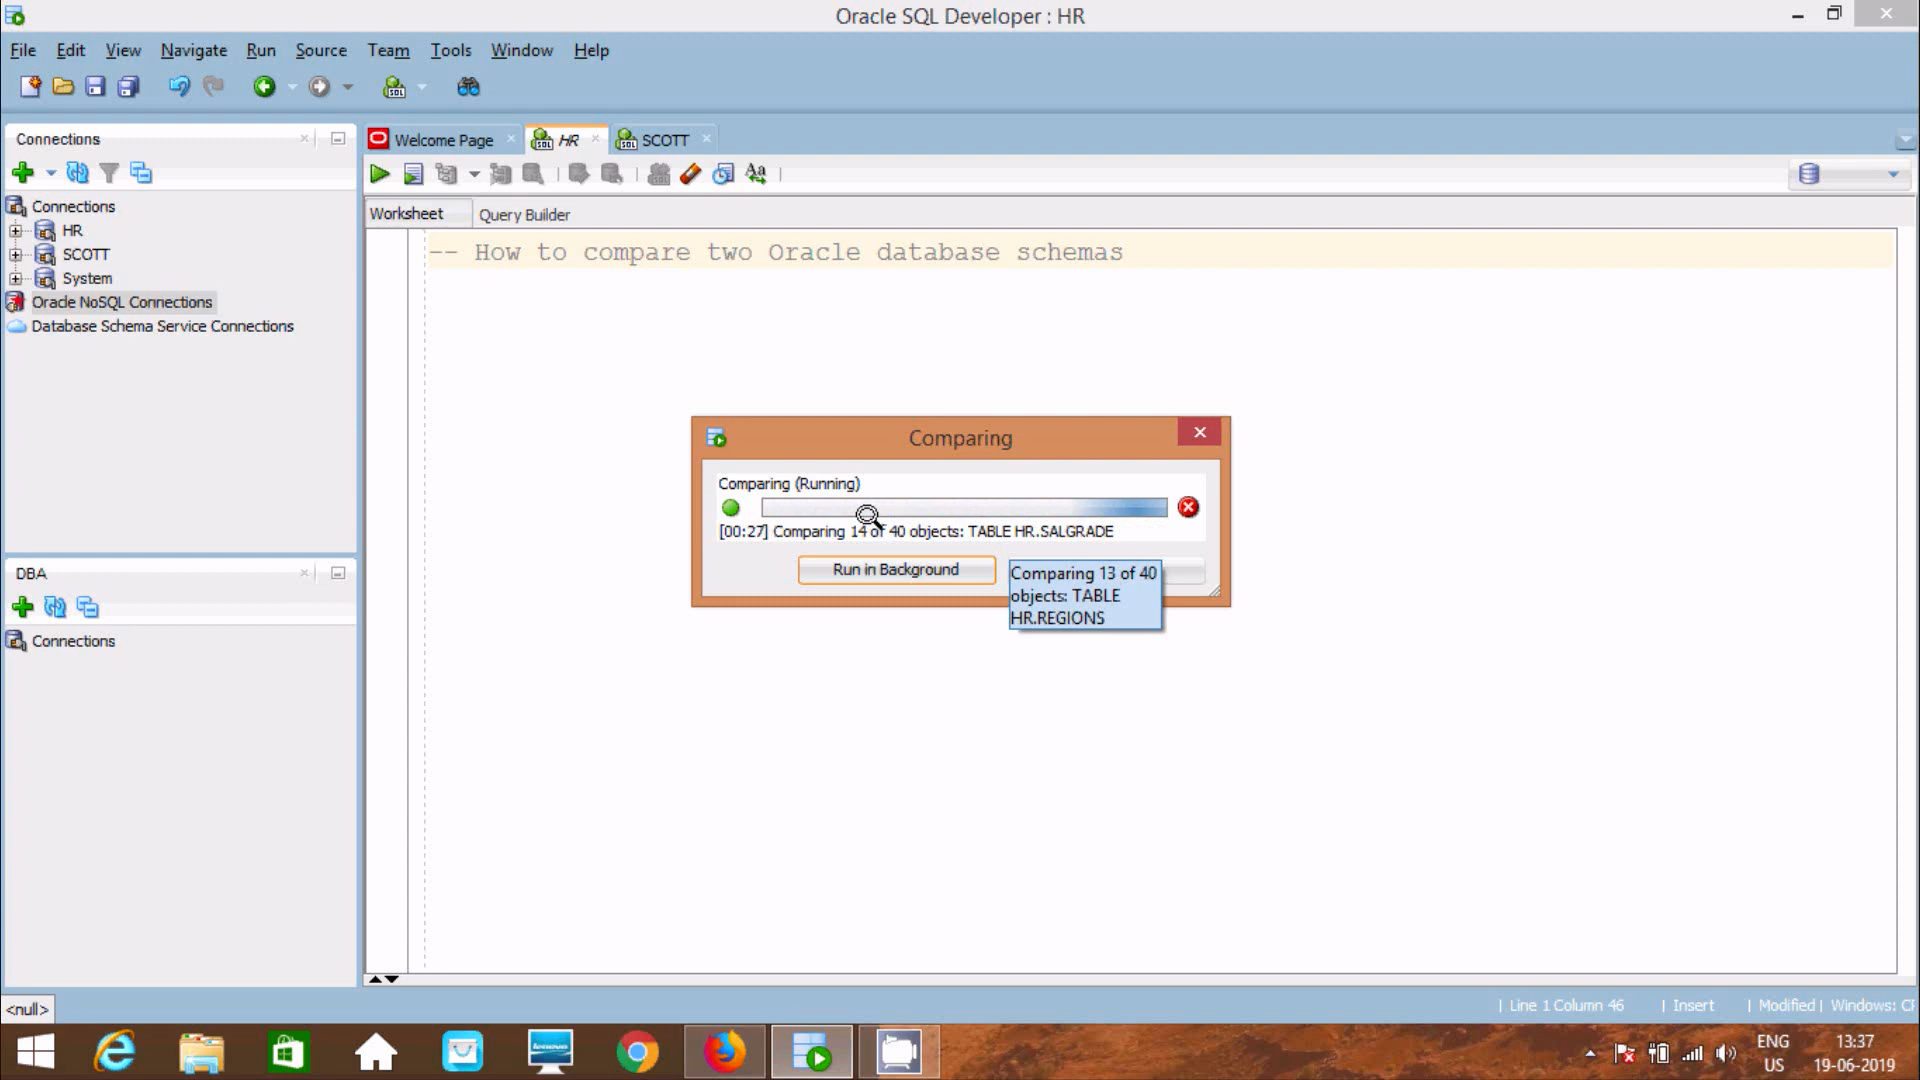 Oracle SQL Developer : HR
File Edit View Navigate Run Source Team Tools Window Help
Connections
Welcome Page
HR
SCOTT
Worksheet
Query Builder
Connections
HR
SCOTT
System
Oracle NoSQL Connections
Database Schema Service Connections
-- How to compare two Oracle database schemas
Comparing
Comparing (Running)
[00:27] Comparing 14 of 40 objects: TABLE HR.SALGRADE
Run in Background
Comparing 13 of 40
objects: TABLE
HR.REGIONS
DBA
Connections
<null>
| Line 1 Column 46 | Insert | Modified | Windows: C
ENG
US
13:37
19-06-2019